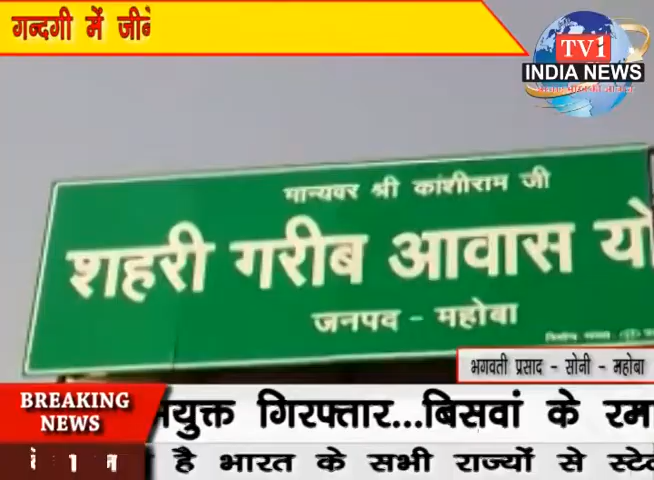 गन्दगी में
TV1
INDIA NEWS
मान्यवर श्री कांशीराम जी
शहरी गरीब आवास
जनपद - महोबा
भगवती प्रसाद - सोनी - महोबा
BREAKING
NEWS
गिरफ्तार...बिसवां के
है भारत के सभी राज्यों से